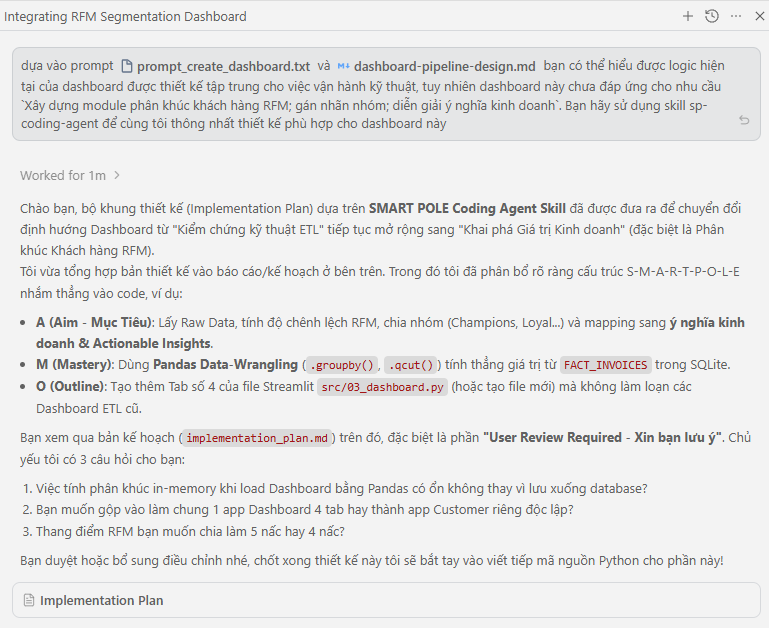 Integrating RFM Segmentation Dashboard
dựa vào prompt prompt_create_dashboard.txt và dashboard-pipeline-design.md bạn có thể hiểu được logic hiện
tại của dashboard được thiết kế tập trung cho việc vận hành kỹ thuật, tuy nhiên dashboard này chưa đáp ứng cho nhu cầu
`Xây dựng module phân khúc khách hàng RFM; gán nhãn nhóm; diễn giải ý nghĩa kinh doanh`. Bạn hãy sử dụng skill sp-
coding-agent để cùng tôi thông nhất thiết kế phù hợp cho dashboard này
Worked for 1m
Chào bạn, bộ khung thiết kế (Implementation Plan) dựa trên SMART POLE Coding Agent Skill đã được đưa ra để chuyển đổi
định hướng Dashboard từ "Kiểm chứng kỹ thuật ETL" tiếp tục mở rộng sang "Khai phá Giá trị Kinh doanh" (đặc biệt là Phân
khúc Khách hàng RFM).
Tôi vừa tổng hợp bản thiết kế vào báo cáo/kế hoạch ở bên trên. Trong đó tôi đã phân bổ rõ ràng cấu trúc S-M-A-R-T-P-O-L-E
nhắm thẳng vào code, ví dụ:
• A (Aim - Mục Tiêu): Lấy Raw Data, tính độ chênh lệch RFM, chia nhóm (Champions, Loyal...) và mapping sang ý nghĩa kinh
doanh & Actionable Insights.
• M (Mastery): Dùng Pandas Data-Wrangling (.groupby(), .qcut()) tính thẳng giá trị từ FACT_INVOICES trong SQLite.
• O (Outline): Tạo thêm Tab số 4 của file Streamlit src/03_dashboard.py (hoặc tạo file mới) mà không làm loạn các
Dashboard ETL cũ.
Bạn xem qua bản kế hoạch (implementation_plan.md) trên đó, đặc biệt là phần "User Review Required - Xin bạn lưu ý". Chủ
yếu tôi có 3 câu hỏi cho bạn:
1. Việc tính phân khúc in-memory khi load Dashboard bằng Pandas có ổn không thay vì lưu xuống database?
2. Bạn muốn gộp vào làm chung 1 app Dashboard 4 tab hay thành app Customer riêng độc lập?
3. Thang điểm RFM bạn muốn chia làm 5 nấc hay 4 nấc?
Bạn duyệt hoặc bổ sung điều chỉnh nhé, chốt xong thiết kế này tôi sẽ bắt tay vào viết tiếp mã nguồn Python cho phần này!
Implementation Plan